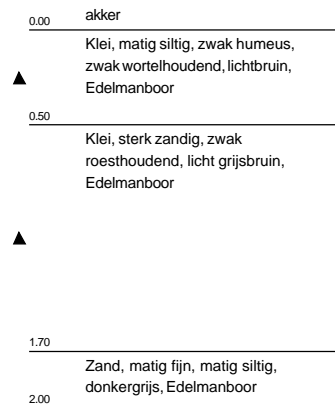 0.00 akker
Klei, matig siltig, zwak humeus,
zwak wortelhoudend, lichtbruin,
Edelmanboor
0.50
Klei, sterk zandig, zwak
roesthoudend, licht grijsbruin,
Edelmanboor
1.70
Zand, matig fijn, matig siltig,
donkergrijs, Edelmanboor
2.00